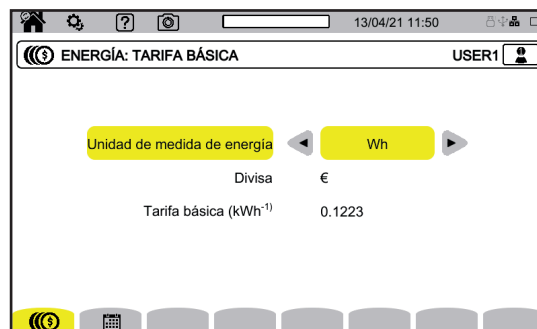 13/04/21 11:50
ENERGÍA: TARIFA BÁSICA USER1
Unidad de medida de energía Wh
Divisa €
Tarifa básica (kWh-1) 0.1223